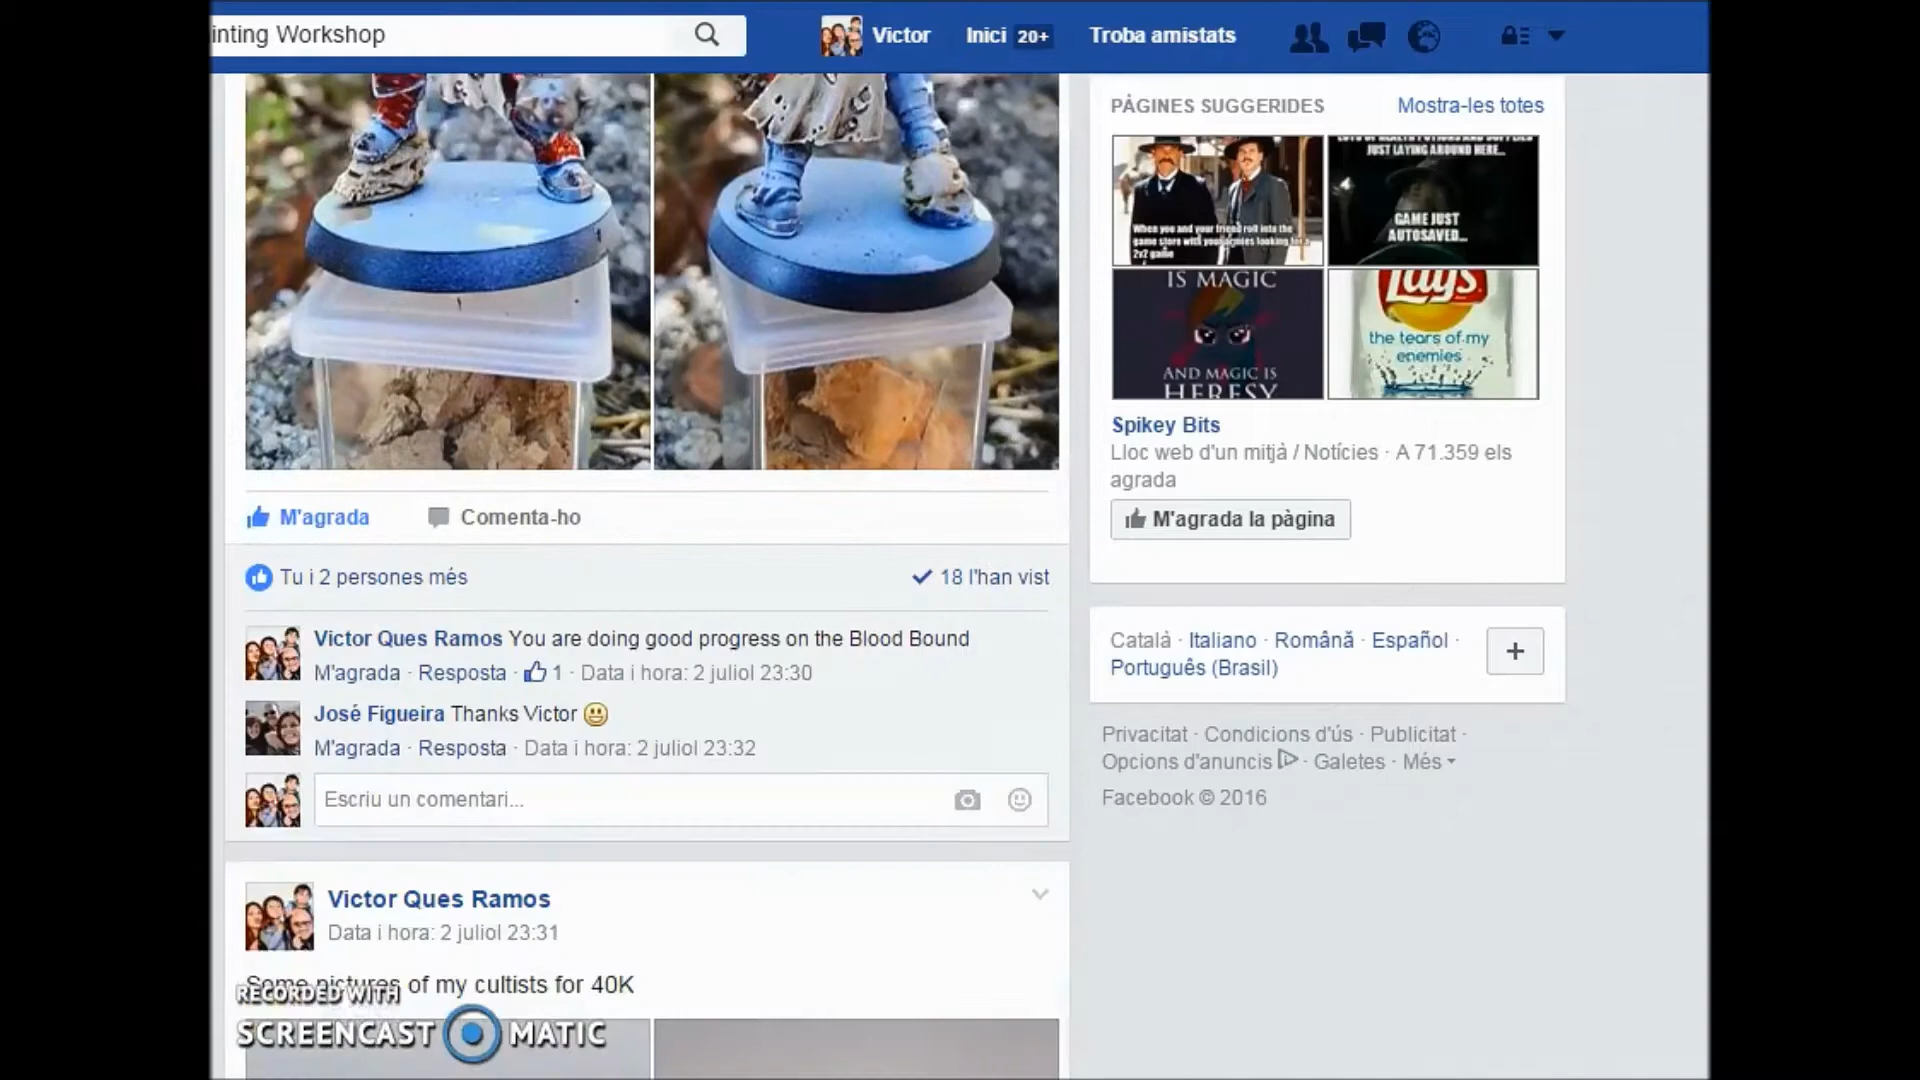 inting Workshop
Victor
Inici 20+
Troba amistats
PÀGINES SUGGERIDES
Mostra-les totes
When you and your friend roll into the
game store with your armies looking for a
2v2 game
JUST LAYING AROUND HERE...
GAME JUST
AUTOSAVED...
IS MAGIC
AND MAGIC IS
HERESY
Lays
the tears of my
enemies
Spikey Bits
Lloc web d'un mitjà / Notícies · A 71.359 els
agrada
M'agrada la pàgina
M'agrada
Comenta-ho
Tu i 2 persones més
18 l'han vist
Victor Ques Ramos You are doing good progress on the Blood Bound
M'agrada · Resposta · 1 · Data i hora: 2 juliol 23:30
José Figueira Thanks Victor 😃
M'agrada · Resposta · Data i hora: 2 juliol 23:32
Escriu un comentari...
Català · Italiano · Română · Español ·
Português (Brasil)
+
Privacitat · Condicions d'ús · Publicitat ·
Opcions d'anuncis · Galetes · Més
Facebook © 2016
Victor Ques Ramos
Data i hora: 2 juliol 23:31
Some pictures of my cultists for 40K
RECORDED WITH
SCREENCAST MATIC